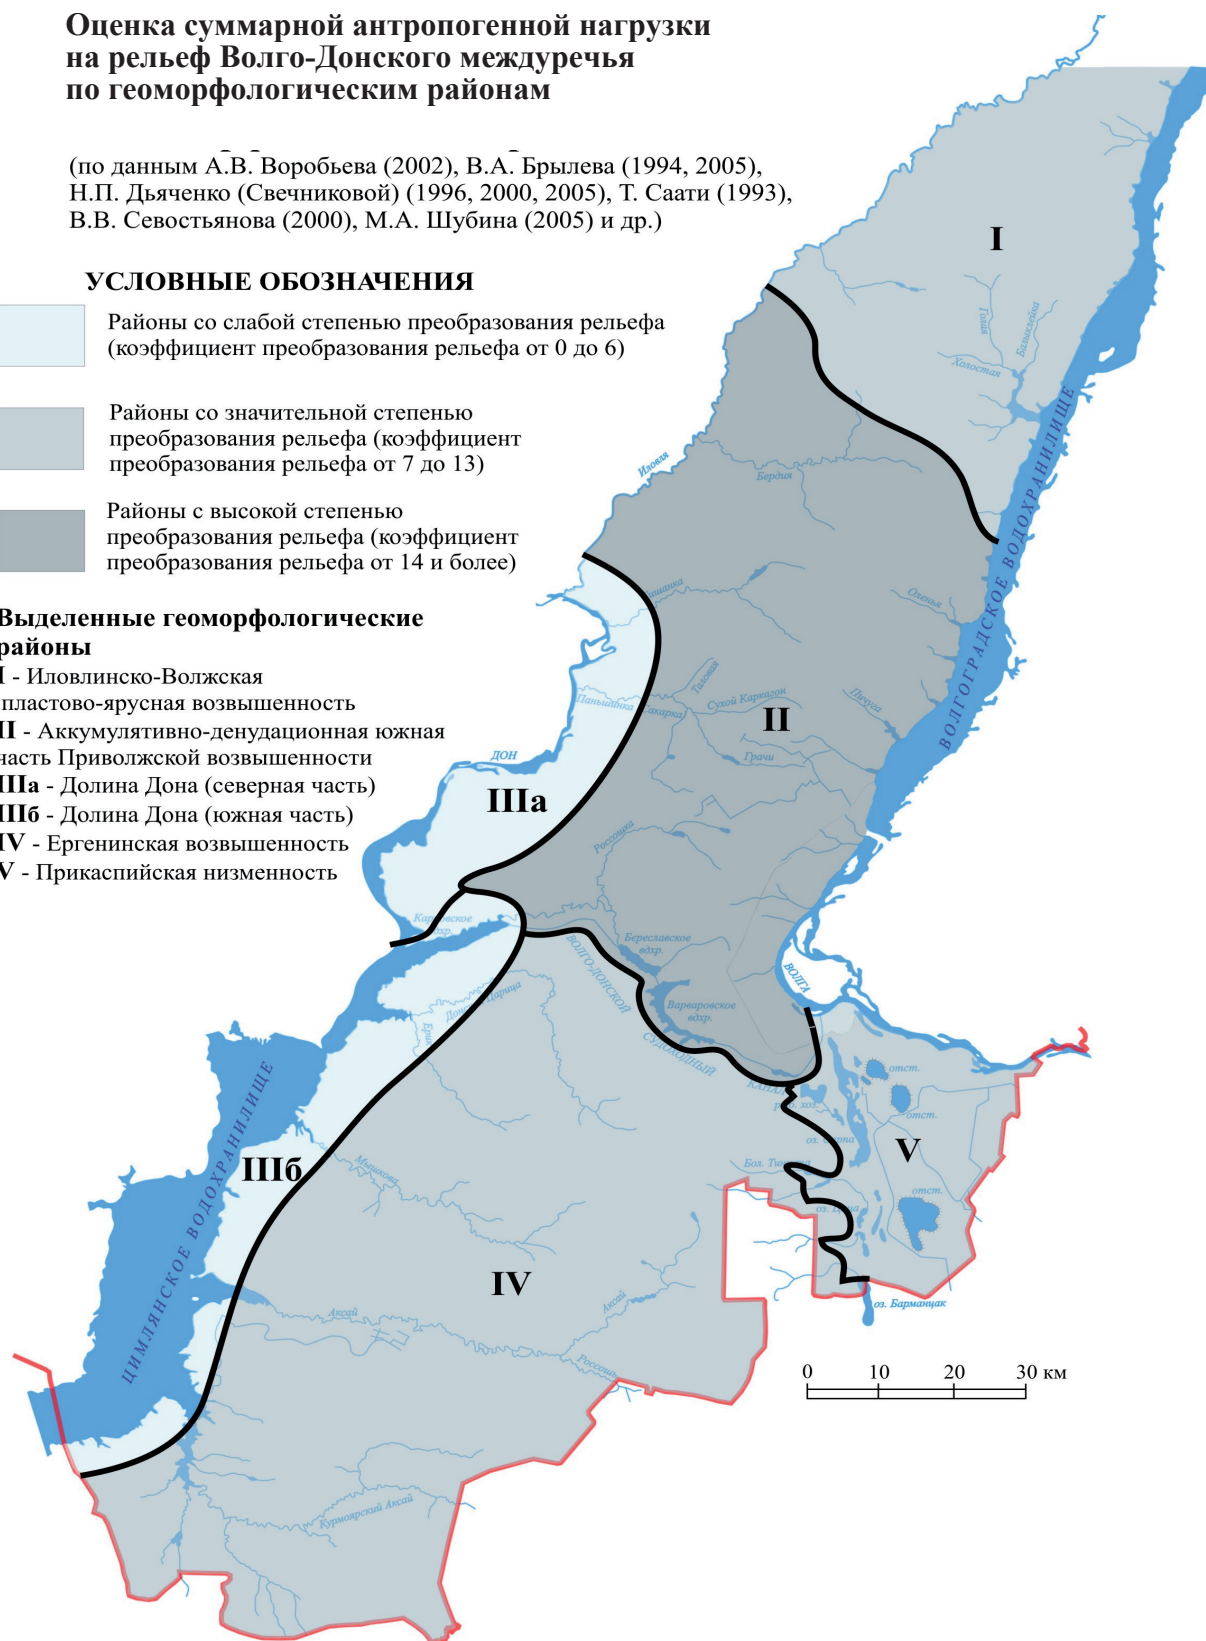 Оценка суммарной антропогенной нагрузки
на рельеф Волго-Донского междуречья
по геоморфологическим районам
(по данным А.В. Воробьева (2002), В.А. Брылева (1994, 2005),
Н.П. Дьяченко (Свечниковой) (1996, 2000, 2005), Т. Саати (1993),
В.В. Севостьянова (2000), М.А. Шубина (2005) и др.)
УСЛОВНЫЕ ОБОЗНАЧЕНИЯ
Районы со слабой степенью преобразования рельефа
(коэффициент преобразования рельефа от 0 до 6)
Районы со значительной степенью
преобразования рельефа (коэффициент
преобразования рельефа от 7 до 13)
Районы с высокой степенью
преобразования рельефа (коэффициент
преобразования рельефа от 14 и более)
Выделенные геоморфологические
районы
I - Иловлинско-Волжская
пластово-ярусная возвышенность
II - Аккумулятивно-денудационная южная
часть Приволжской возвышенности
IIIа - Долина Дона (северная часть)
IIIб - Долина Дона (южная часть)
IV - Ергенинская возвышенность
V - Прикаспийская низменность
I
Балыклейка
Холостая
ВОЛГОГРАДСКОЕ ВОДОХРАНИЛИЩЕ
Иловля
Бердия
Оленья
Таловая
Паньшинка
Сакарка
Сухой Каркагон
Пичуга
II
Грачи
ДОН
IIIа
Россошка
Береславское
вдхр.
ВОЛГО-ДОНСКОЙ
СУДОХОДНЫЙ
КАНАЛ
Варваровское
вдхр.
ВОЛГА
Царица
отст.
отст.
V
отст.
оз. Барманцак
ЦИМЛЯНСКОЕ ВОДОХРАНИЛИЩЕ
IIIб
Мышкова
IV
Аксай
Аксай
Курмоярский Аксай
0 10 20 30 км